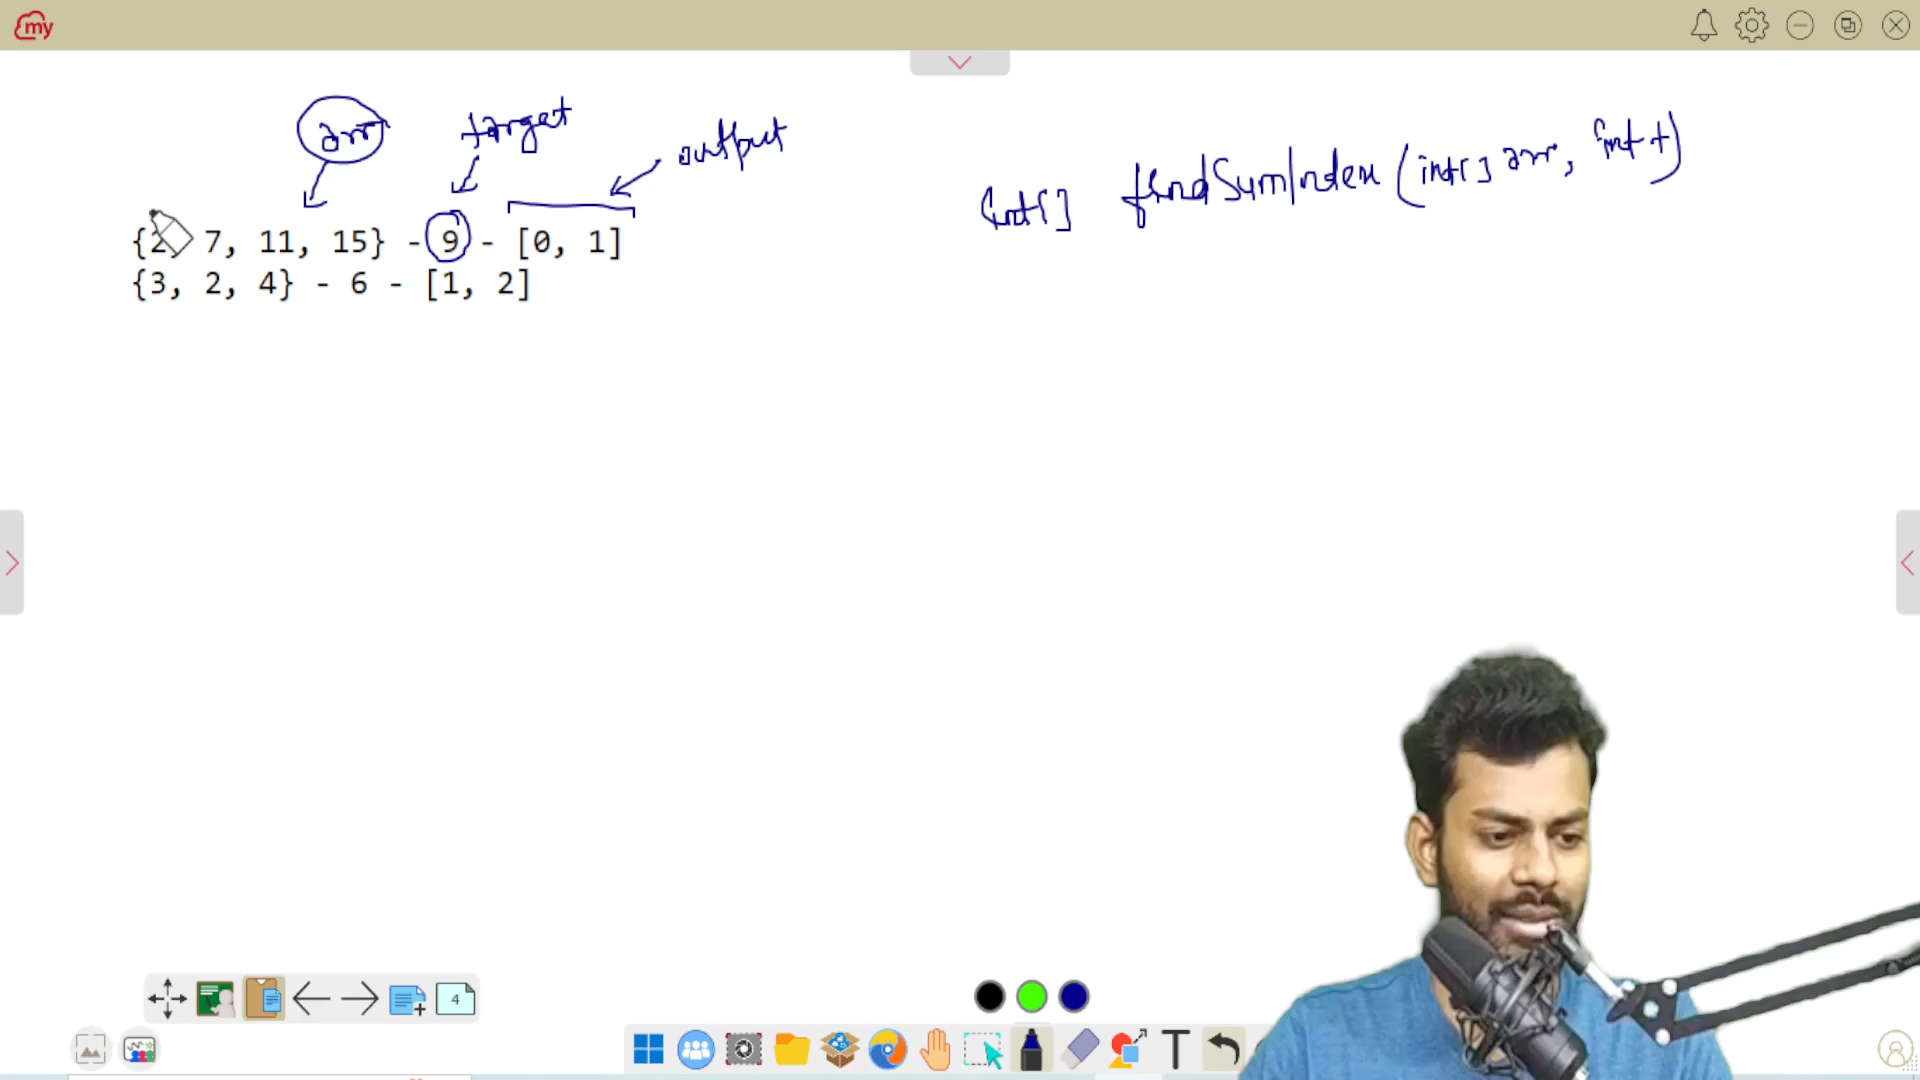 my
arr target output
int[] findSumIndex (int[] arr, int t)
{2, 7, 11, 15} - 9 - [0, 1]
{3, 2, 4} - 6 - [1, 2]
4
T